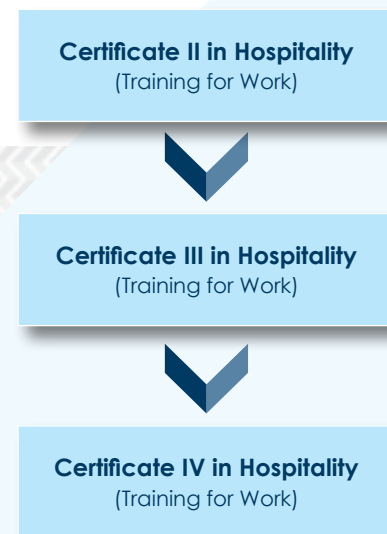 Certificate II in Hospitality
(Training for Work)
Certificate III in Hospitality
(Training for Work)
Certificate IV in Hospitality
(Training for Work)